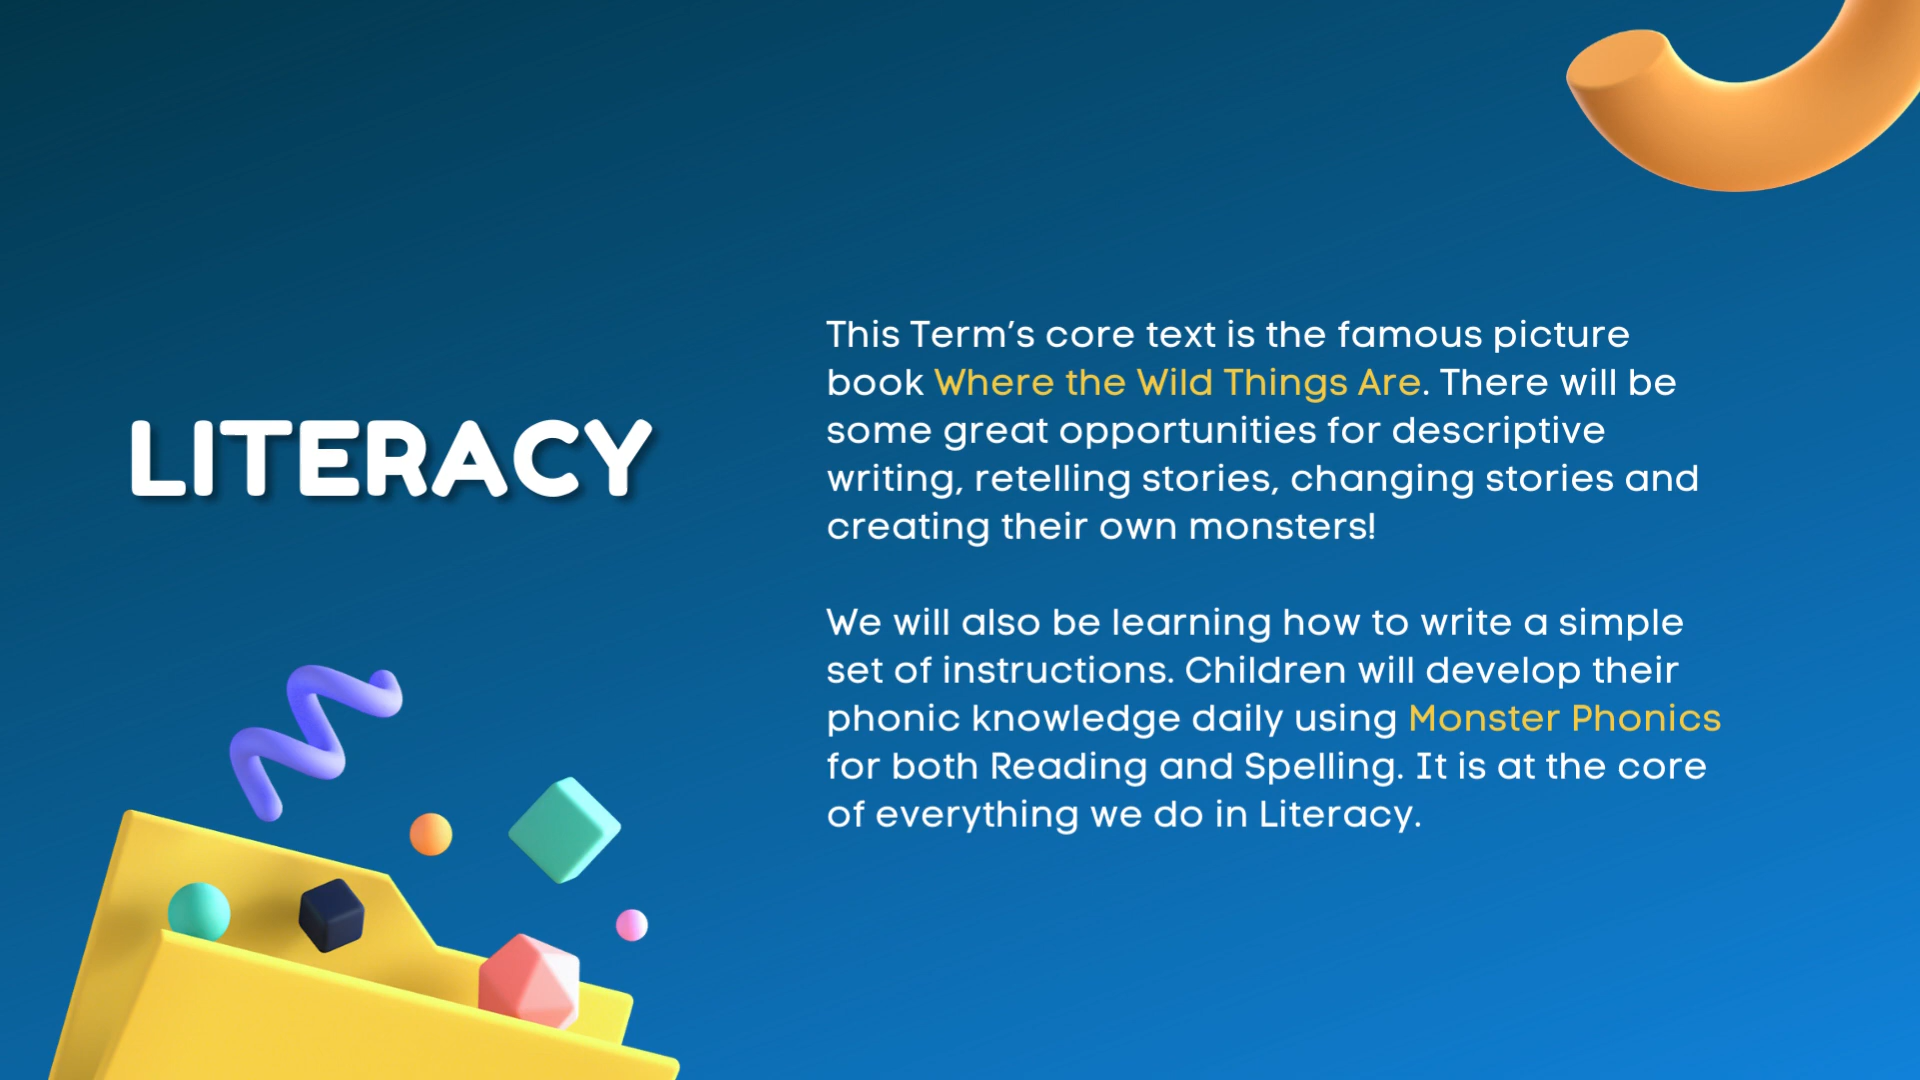 LITERACY
This Term's core text is the famous picture
book Where the Wild Things Are. There will be
some great opportunities for descriptive
writing, retelling stories, changing stories and
creating their own monsters!
We will also be learning how to write a simple
set of instructions. Children will develop their
phonic knowledge daily using Monster Phonics
for both Reading and Spelling. It is at the core
of everything we do in Literacy.